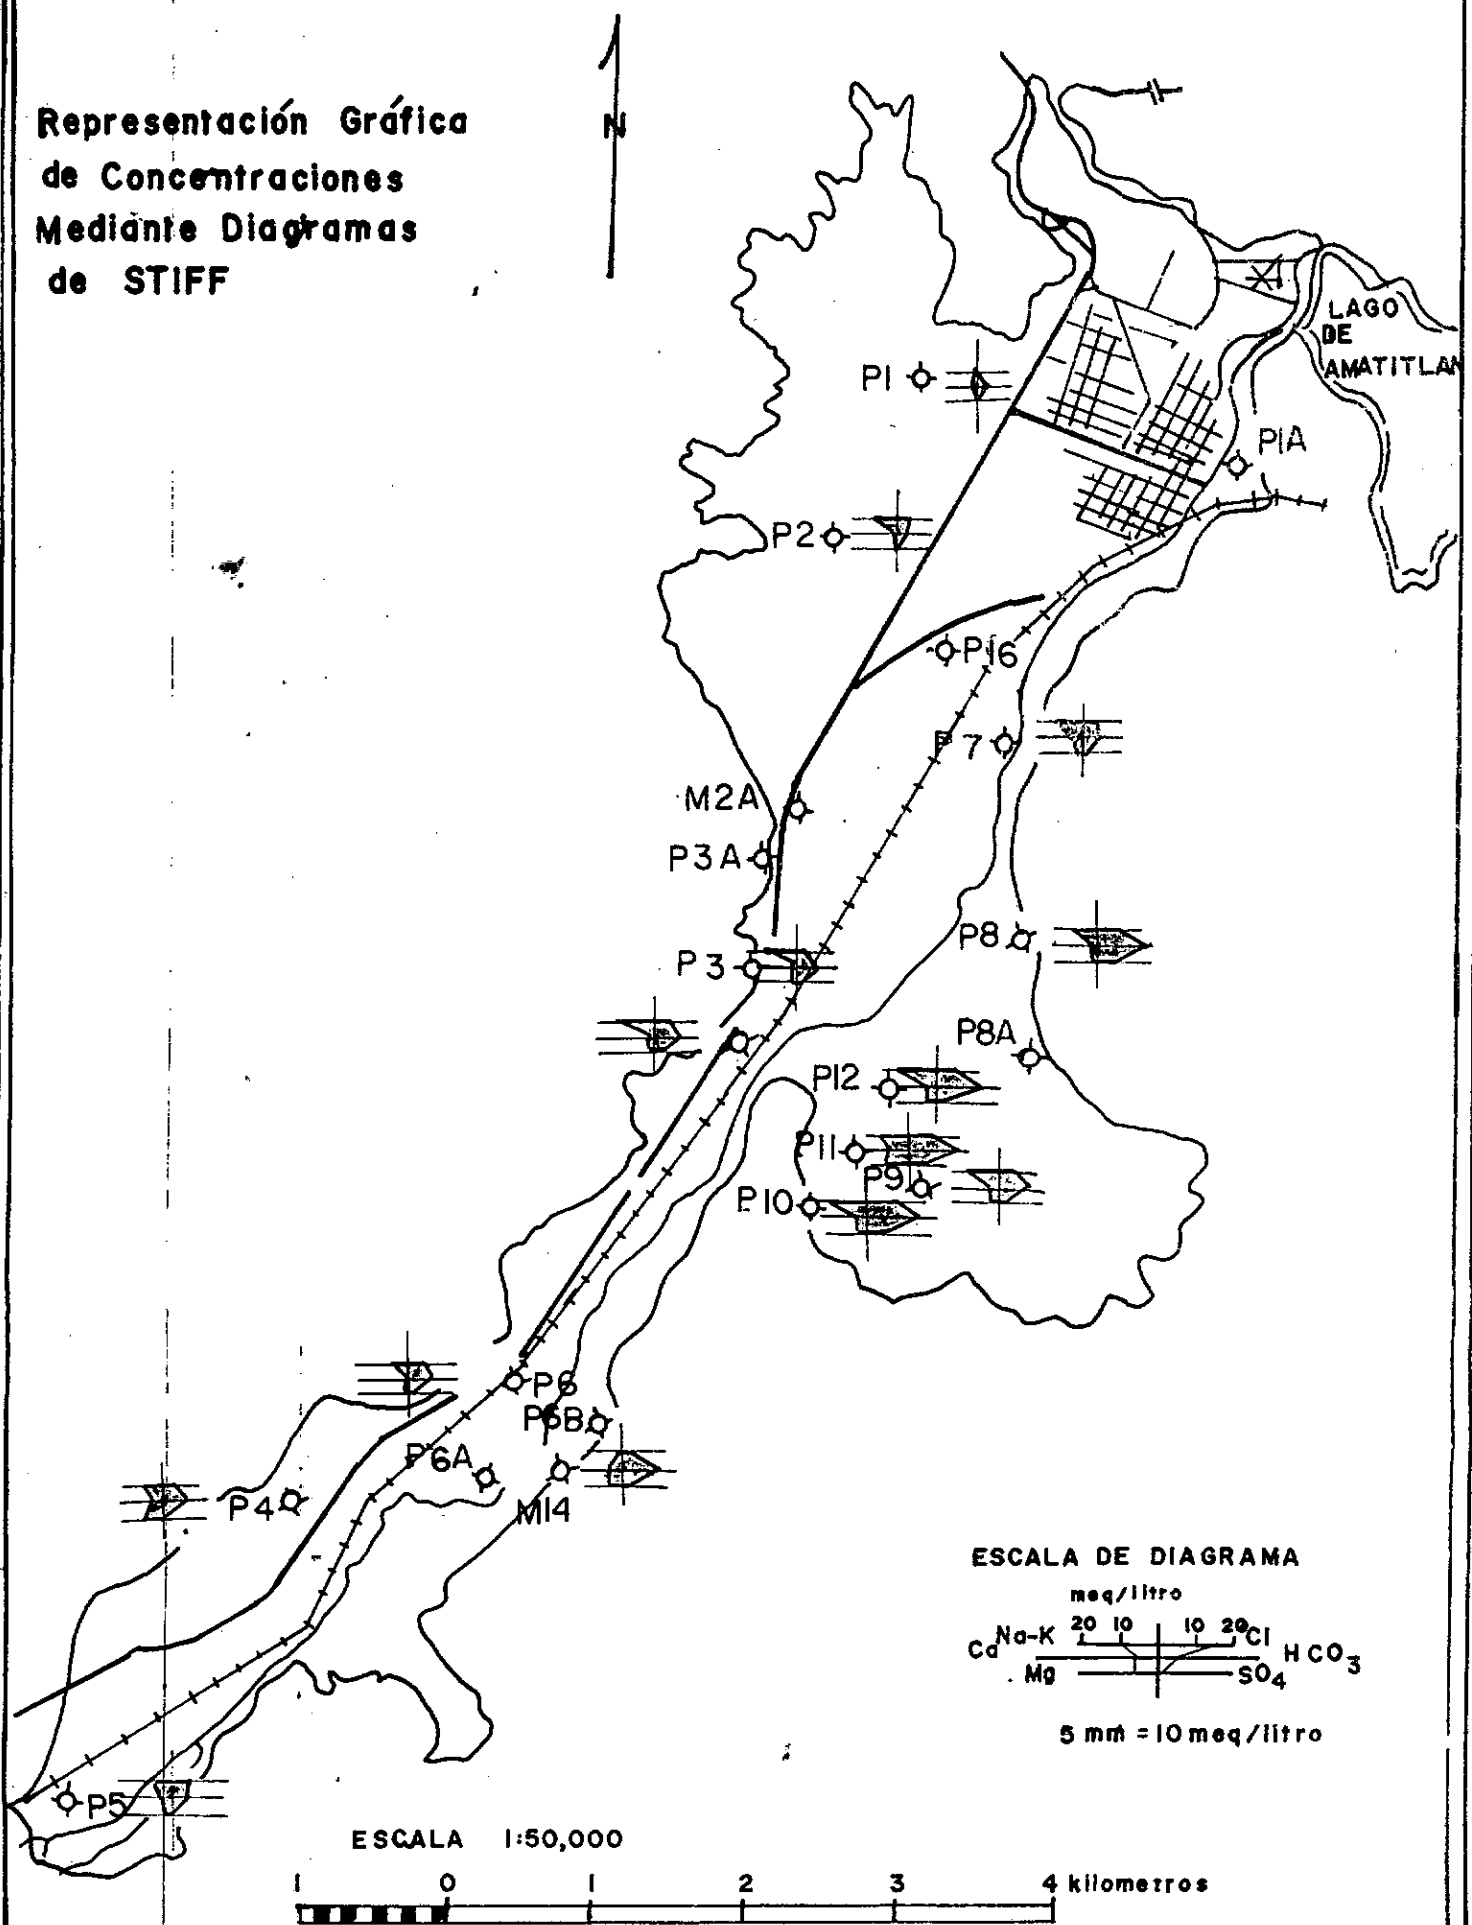 Representación Gráfica
de Concentraciones
Mediante Diagramas
de STIFF
N
LAGO
DE
AMATITLAN
P1
P1A
P2
P16
P7
M2A
P3A
P8
P3
P8A
P12
P11
P9
P10
P6
P6B
P6A
P4
M14
P5
ESCALA DE DIAGRAMA
meq/litro
Na-K 20 10 10 20 Cl
Ca HCO3
Mg SO4
5 mm = 10 meq/litro
ESCALA 1:50,000
1 0 1 2 3 4 kilometros